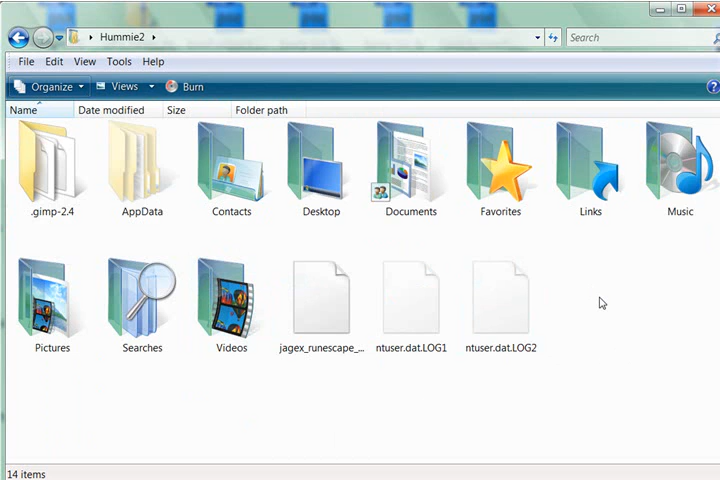 Hummie2
Search
File Edit View Tools Help
Organize Views Burn
Name Date modified Size Folder path
.gimp-2.4 AppData Contacts Desktop Documents Favorites Links Music
Pictures Searches Videos jagex_runescape_... ntuser.dat.LOG1 ntuser.dat.LOG2
14 items